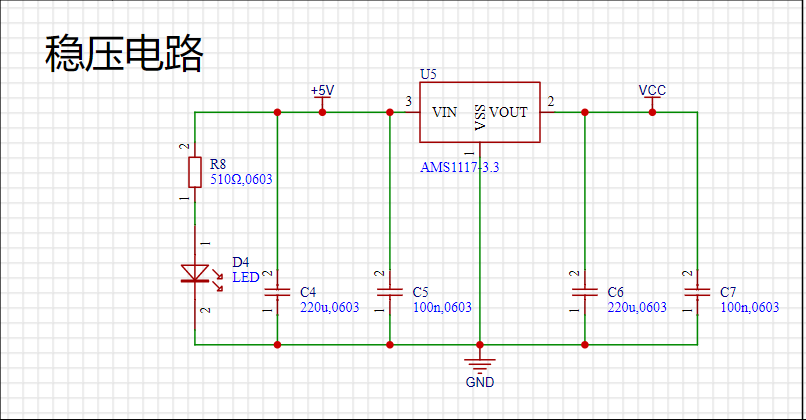 稳压电路
U5
+5V
VCC
3
VIN
VSS
VOUT
2
1
AMS1117-3.3
2
R8
510Ω,0603
1
1
D4
LED
2
2
C4
220u,0603
1
2
C5
100n,0603
1
2
C6
220u,0603
1
2
C7
100n,0603
1
GND